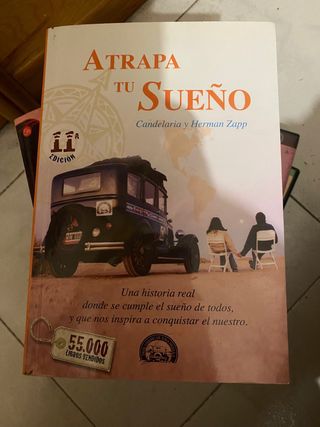 ATRAPA
TU SUEÑO
Candelaria y Herman Zapp
11ª
EDICIÓN
Una historia real
donde se cumple el sueño de todos,
y que nos inspira a conquistar el nuestro.
55.000
LIBROS VENDIDOS